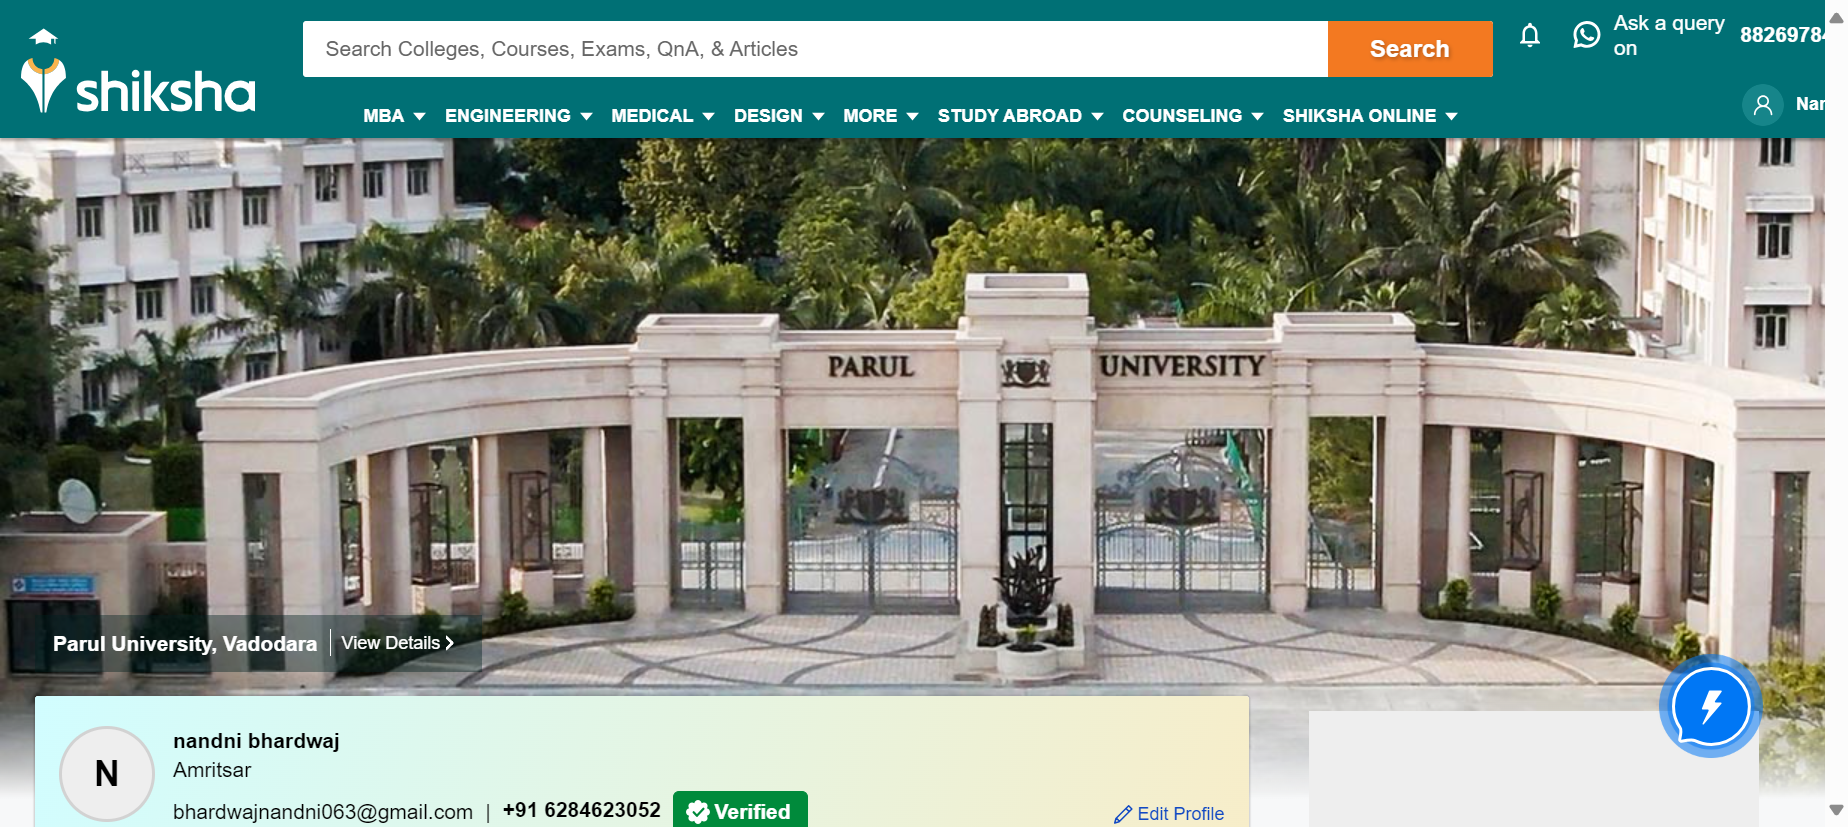 shiksha
Search Colleges, Courses, Exams, QnA, & Articles
Search
Ask a query
on
88269784
MBA
ENGINEERING
MEDICAL
DESIGN
MORE
STUDY ABROAD
COUNSELING
SHIKSHA ONLINE
Nan
PARUL UNIVERSITY
Parul University, Vadodara
View Details
N
nandni bhardwaj
Amritsar
bhardwajnandni063@gmail.com | +91 6284623052
Verified
Edit Profile